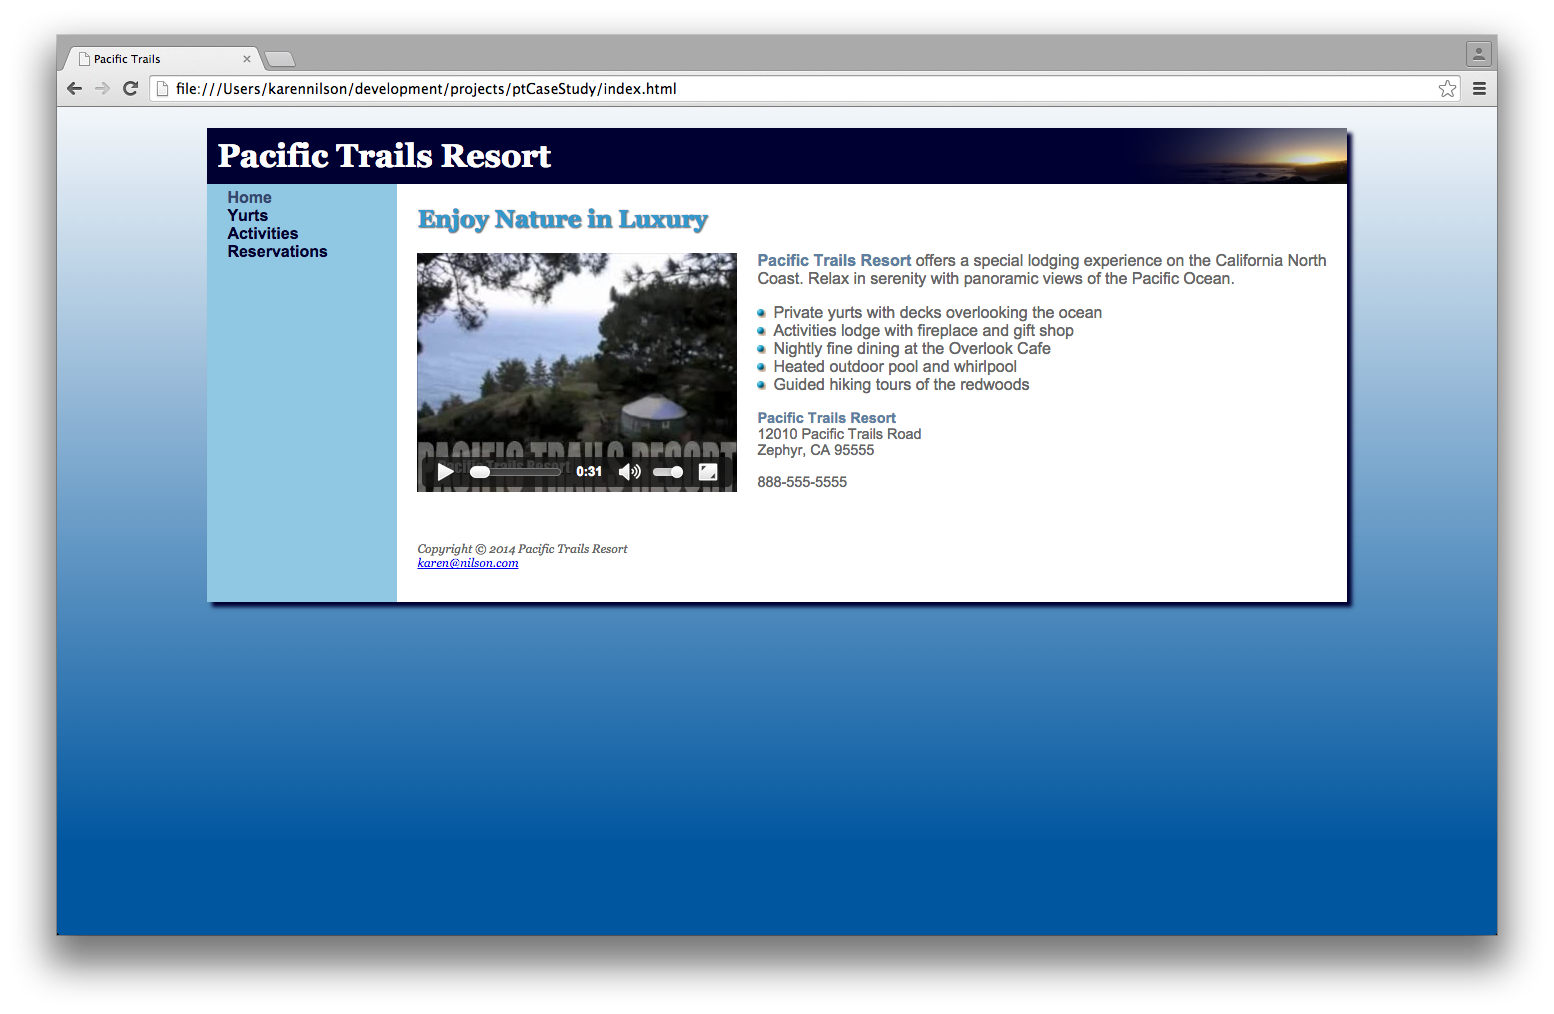 Pacific Trails
file:///Users/karennilson/development/projects/ptCaseStudy/index.html
Pacific Trails Resort
Home
Yurts
Activities
Reservations
Enjoy Nature in Luxury
PACIFIC TRAILS RESORT
Pacific Trails Resort
0:31
Pacific Trails Resort offers a special lodging experience on the California North
Coast. Relax in serenity with panoramic views of the Pacific Ocean.
Private yurts with decks overlooking the ocean
Activities lodge with fireplace and gift shop
Nightly fine dining at the Overlook Cafe
Heated outdoor pool and whirlpool
Guided hiking tours of the redwoods
Pacific Trails Resort
12010 Pacific Trails Road
Zephyr, CA 95555
888-555-5555
Copyright © 2014 Pacific Trails Resort
karen@nilson.com